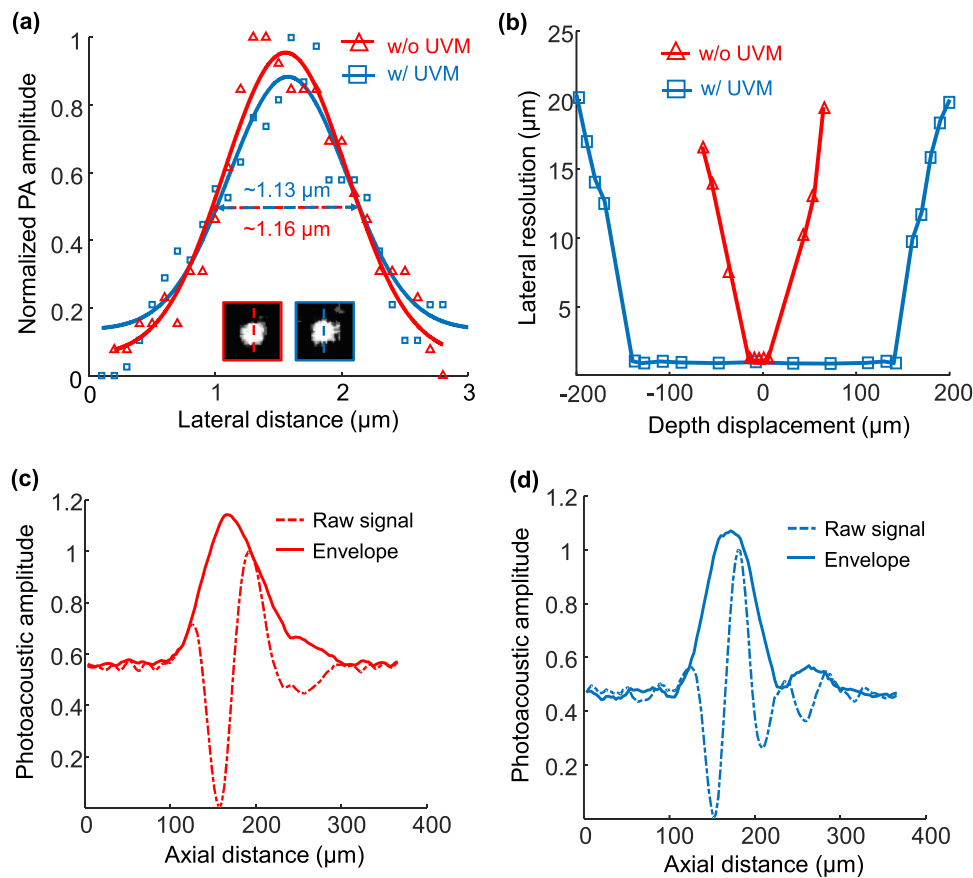 (a)
1
0.8
0.6
0.4
0.2
0
Normalized PA amplitude
w/o UVM
w/ UVM
~1.13 µm
~1.16 µm
1
2
3
Lateral distance (µm)
(b)
25
20
15
10
5
Lateral resolution (µm)
w/o UVM
w/ UVM
-200
-100
0
100
200
Depth displacement (µm)
(c)
1.2
1
0.8
0.6
0.4
0.2
Photoacoustic amplitude
Raw signal
Envelope
0
100
200
300
400
Axial distance (µm)
(d)
1.2
1
0.8
0.6
0.4
0.2
Photoacoustic amplitude
Raw signal
Envelope
0
100
200
300
400
Axial distance (µm)